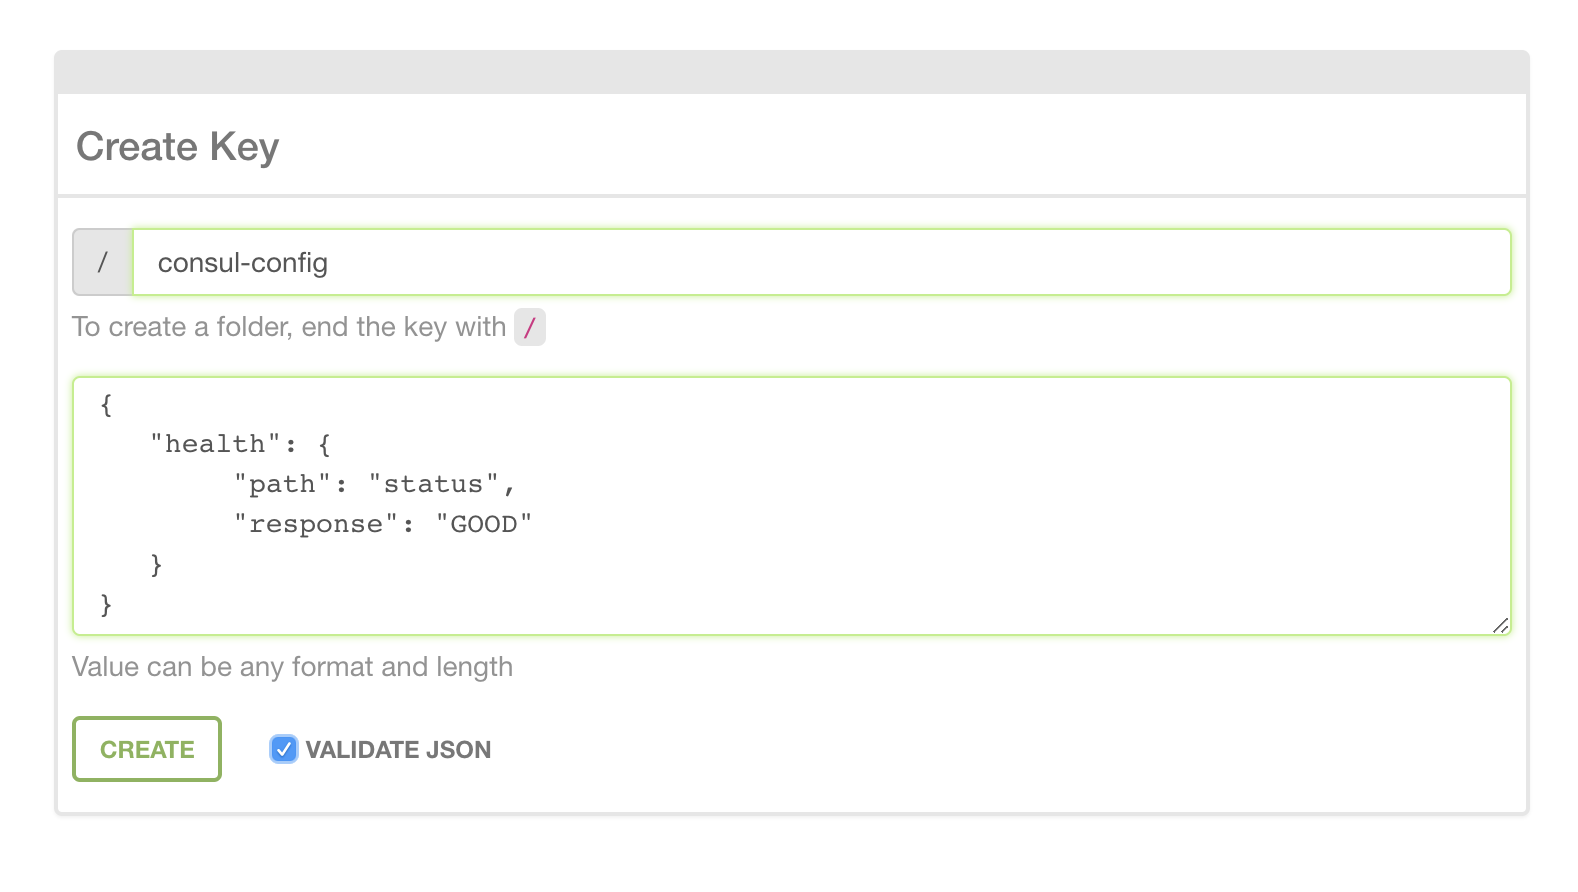 Create Key
/ consul-config
To create a folder, end the key with /
{
"health": {
"path": "status",
"response": "GOOD"
}
}
Value can be any format and length
CREATE VALIDATE JSON